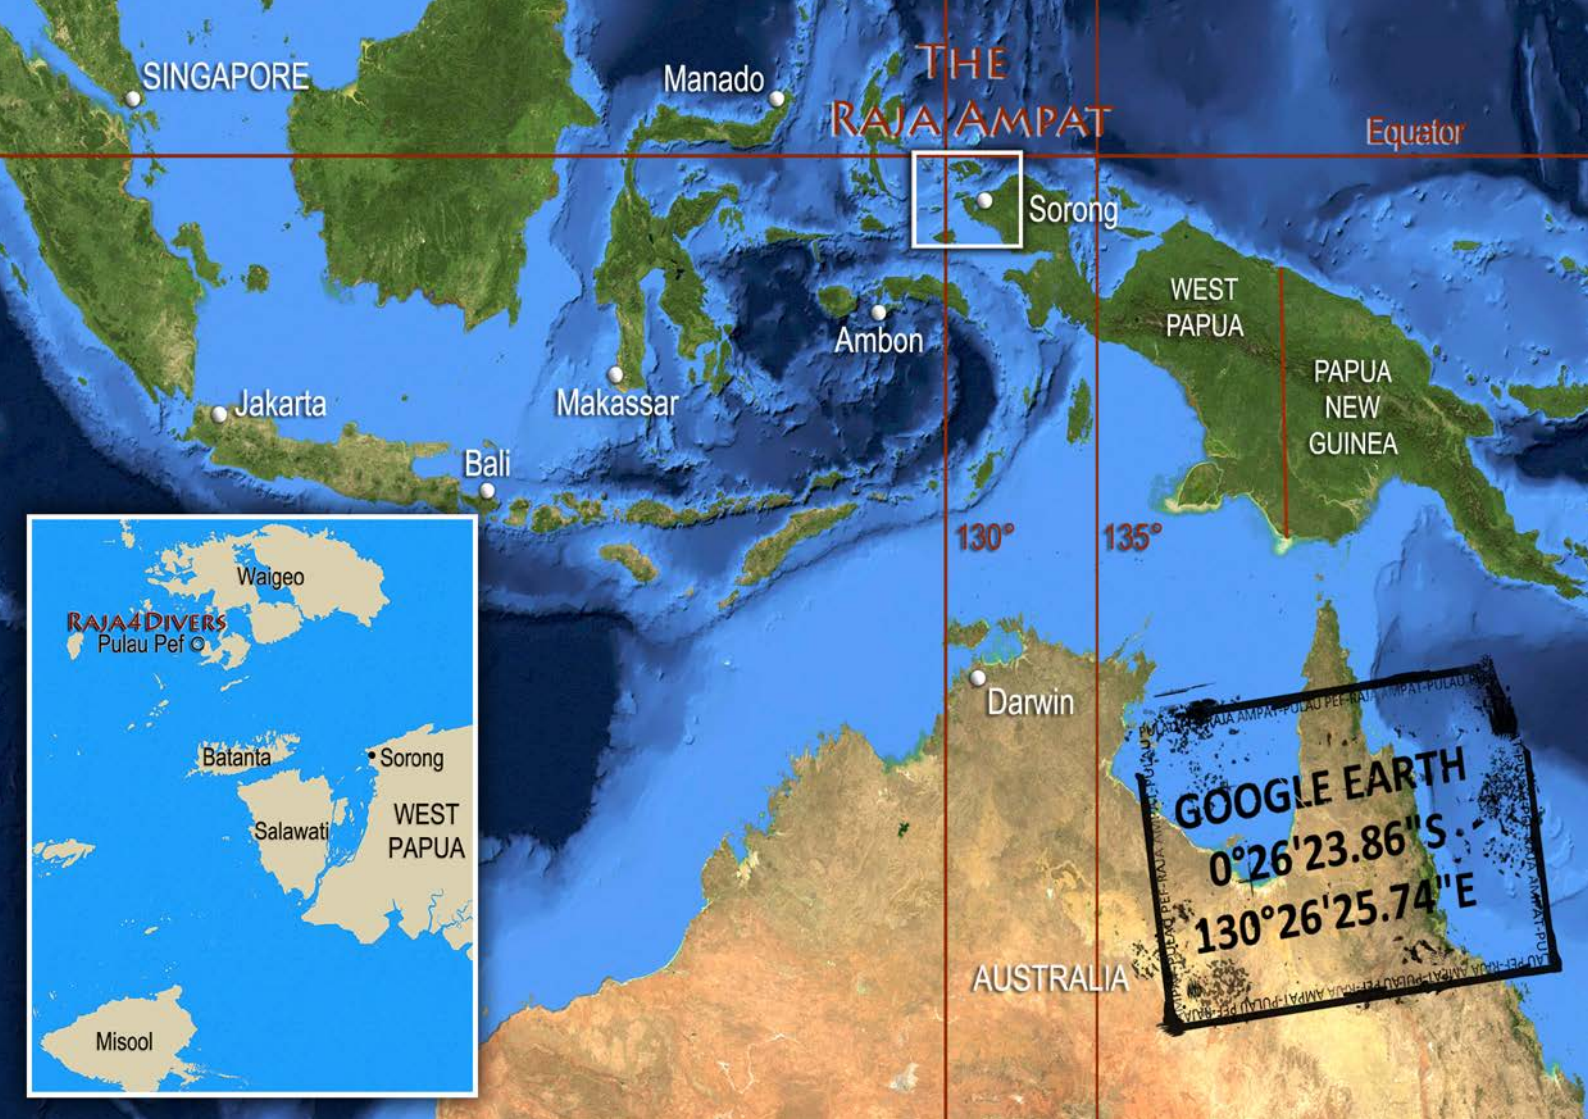 SINGAPORE
Manado
THE
RAJA AMPAT
Equator
Sorong
WEST
PAPUA
Ambon
PAPUA
NEW
GUINEA
Makassar
Jakarta
Bali
130°
135°
Waigeo
RAJA4DIVERS
Pulau Pef
Batanta
Sorong
WEST
PAPUA
Salawati
Misool
Darwin
AUSTRALIA
GOOGLE EARTH
0°26'23.86"S
130°26'25.74"E